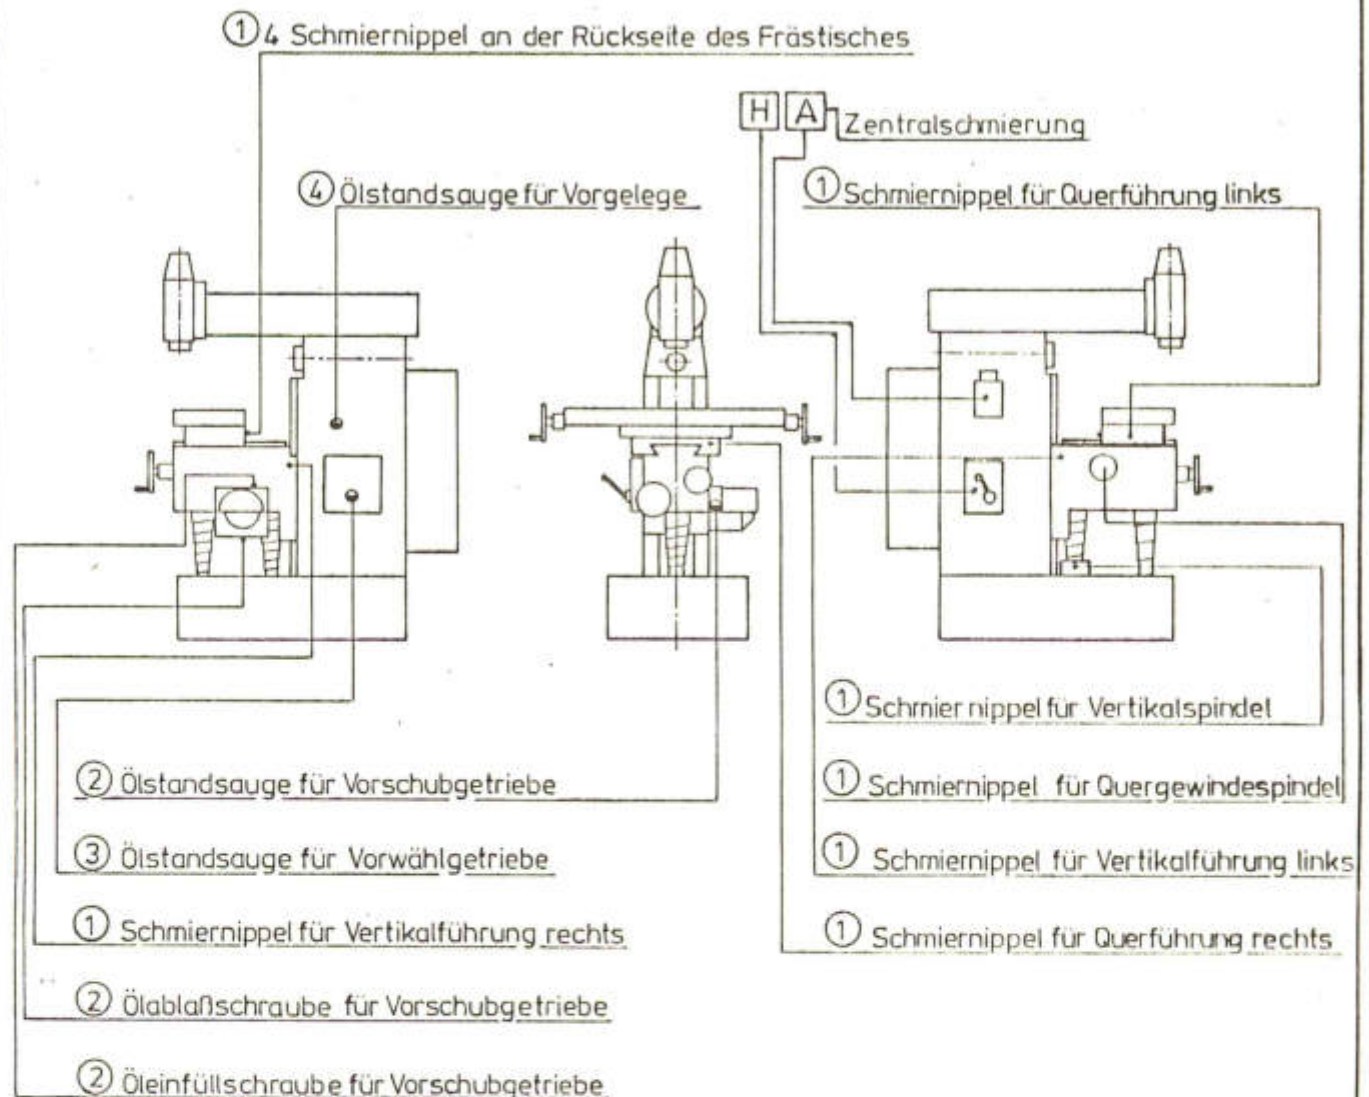 ① 4 Schmiernippel an der Rückseite des Frästisches
H A Zentralschmierung
④ Ölstandsauge für Vorgelege
① Schmiernippel für Querführung links
① Schmiernippel für Vertikalspindel
② Ölstandsauge für Vorschubgetriebe
① Schmiernippel für Quergewindespindel
③ Ölstandsauge für Vorwählgetriebe
① Schmiernippel für Vertikalführung links
① Schmiernippel für Vertikalführung rechts
① Schmiernippel für Querführung rechts
② Ölablaßschraube für Vorschubgetriebe
② Öleinfüllschraube für Vorschubgetriebe